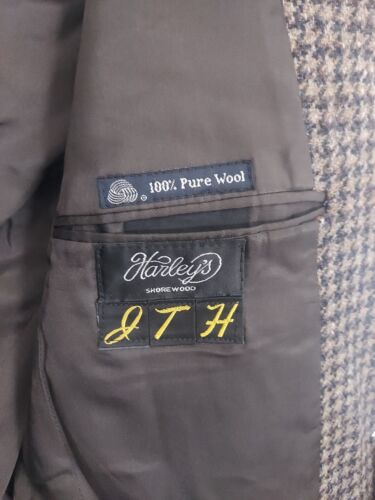 100% Pure Wool
Harley's
SHOREWOOD
J T H